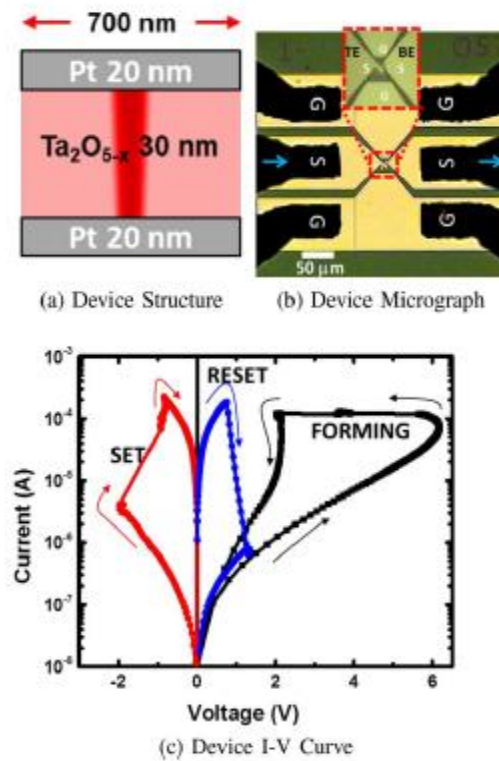 700 nm
Pt 20 nm
Ta₂O₅₋ₓ 30 nm
Pt 20 nm
(a) Device Structure
TE G BE
S S
G
G G
S S
G G
50 μm
(b) Device Micrograph
10⁻³
10⁻⁴
10⁻⁵
10⁻⁶
10⁻⁷
10⁻⁸
Current (A)
SET
RESET
FORMING
-2 0 2 4 6
Voltage (V)
(c) Device I-V Curve